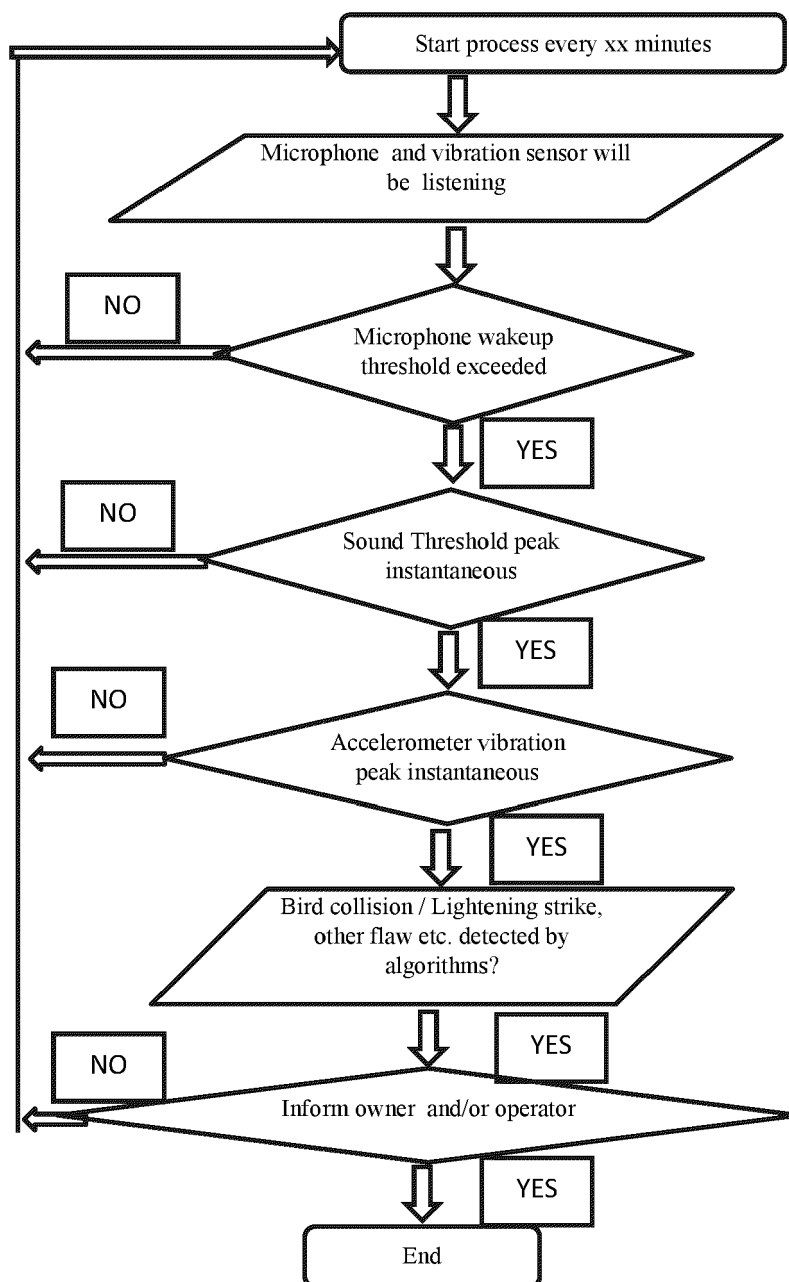 Start process every xx minutes
Microphone and vibration sensor will
be listening
NO
Microphone wakeup
threshold exceeded
YES
NO
Sound Threshold peak
instantaneous
YES
NO
Accelerometer vibration
peak instantaneous
YES
Bird collision / Lightening strike,
other flaw etc. detected by
algorithms?
YES
NO
Inform owner and/or operator
YES
End